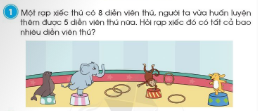 1 Một rạp xiếc thú có 8 diễn viên thú, người ta vừa huấn luyện
thêm được 5 diễn viên thú nữa. Hỏi rạp xiếc đó có tất cả bao
nhiêu diễn viên thú?